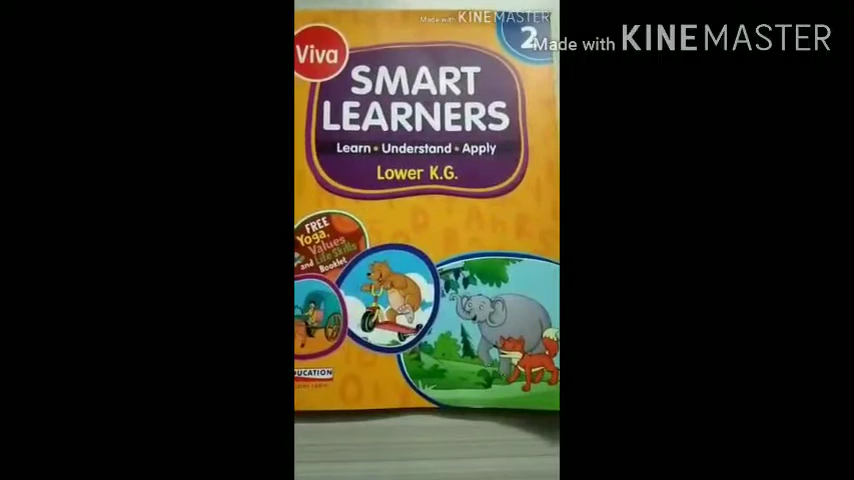 Made with KINEMASTER
Made with KINEMASTER
Viva
2
SMART
LEARNERS
Learn • Understand • Apply
Lower K.G.
FREE
Yoga,
Values
and Life Skills
Booklet
UCATION